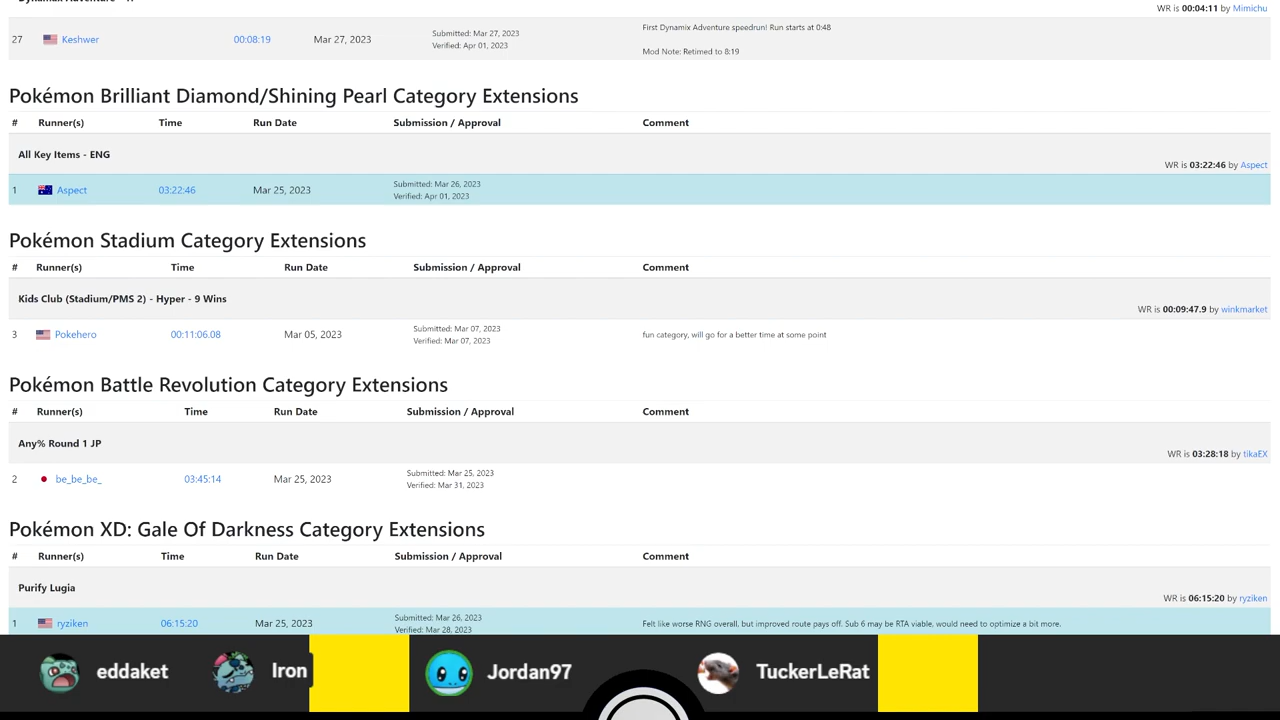 WR is 00:04:11 by Mimichu
27 Keshwer 00:08:19 Mar 27, 2023 Submitted: Mar 27, 2023 Verified: Apr 01, 2023 First Dynamix Adventure speedrun! Run starts at 0:48
Mod Note: Retimed to 8:19
Pokémon Brilliant Diamond/Shining Pearl Category Extensions
# Runner(s) Time Run Date Submission / Approval Comment
All Key Items - ENG
WR is 03:22:46 by Aspect
1 Aspect 03:22:46 Mar 25, 2023 Submitted: Mar 26, 2023 Verified: Apr 01, 2023
Pokémon Stadium Category Extensions
# Runner(s) Time Run Date Submission / Approval Comment
Kids Club (Stadium/PMS 2) - Hyper - 9 Wins
WR is 00:09:47.9 by winkmarket
3 Pokehero 00:11:06.08 Mar 05, 2023 Submitted: Mar 07, 2023 Verified: Mar 07, 2023 fun category, will go for a better time at some point
Pokémon Battle Revolution Category Extensions
# Runner(s) Time Run Date Submission / Approval Comment
Any% Round 1 JP
WR is 03:28:18 by tikaEX
2 be_be_be_ 03:45:14 Mar 25, 2023 Submitted: Mar 25, 2023 Verified: Mar 31, 2023
Pokémon XD: Gale Of Darkness Category Extensions
# Runner(s) Time Run Date Submission / Approval Comment
Purify Lugia
WR is 06:15:20 by ryziken
1 ryziken 06:15:20 Mar 25, 2023 Submitted: Mar 26, 2023 Verified: Mar 28, 2023 Felt like worse RNG overall, but improved route pays off. Sub 6 may be RTA viable, would need to optimize a bit more.
eddaket Iron Jordan97 TuckerLeRat